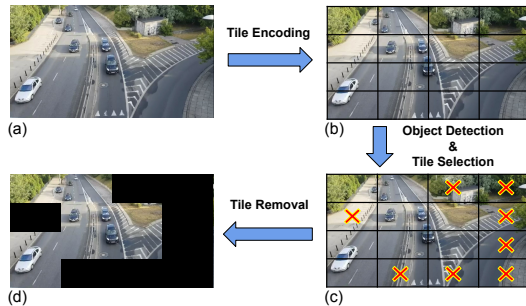 Tile Encoding
(a)
(b)
Object Detection
&
Tile Selection
Tile Removal
(d)
(c)